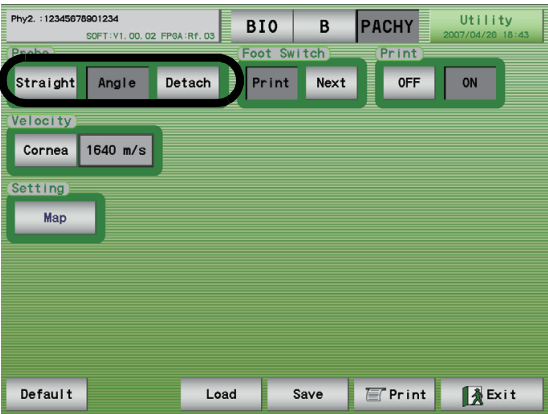 Phy2. :12345678901234
SOFT:V1.00.02 FPGA:Rf.03
BIO B PACHY
Utility
2007/04/26 18:43
Probe Foot Switch Print
Straight Angle Detach Print Next OFF ON
Velocity
Cornea 1640 m/s
Setting
Map
Default Load Save Print Exit